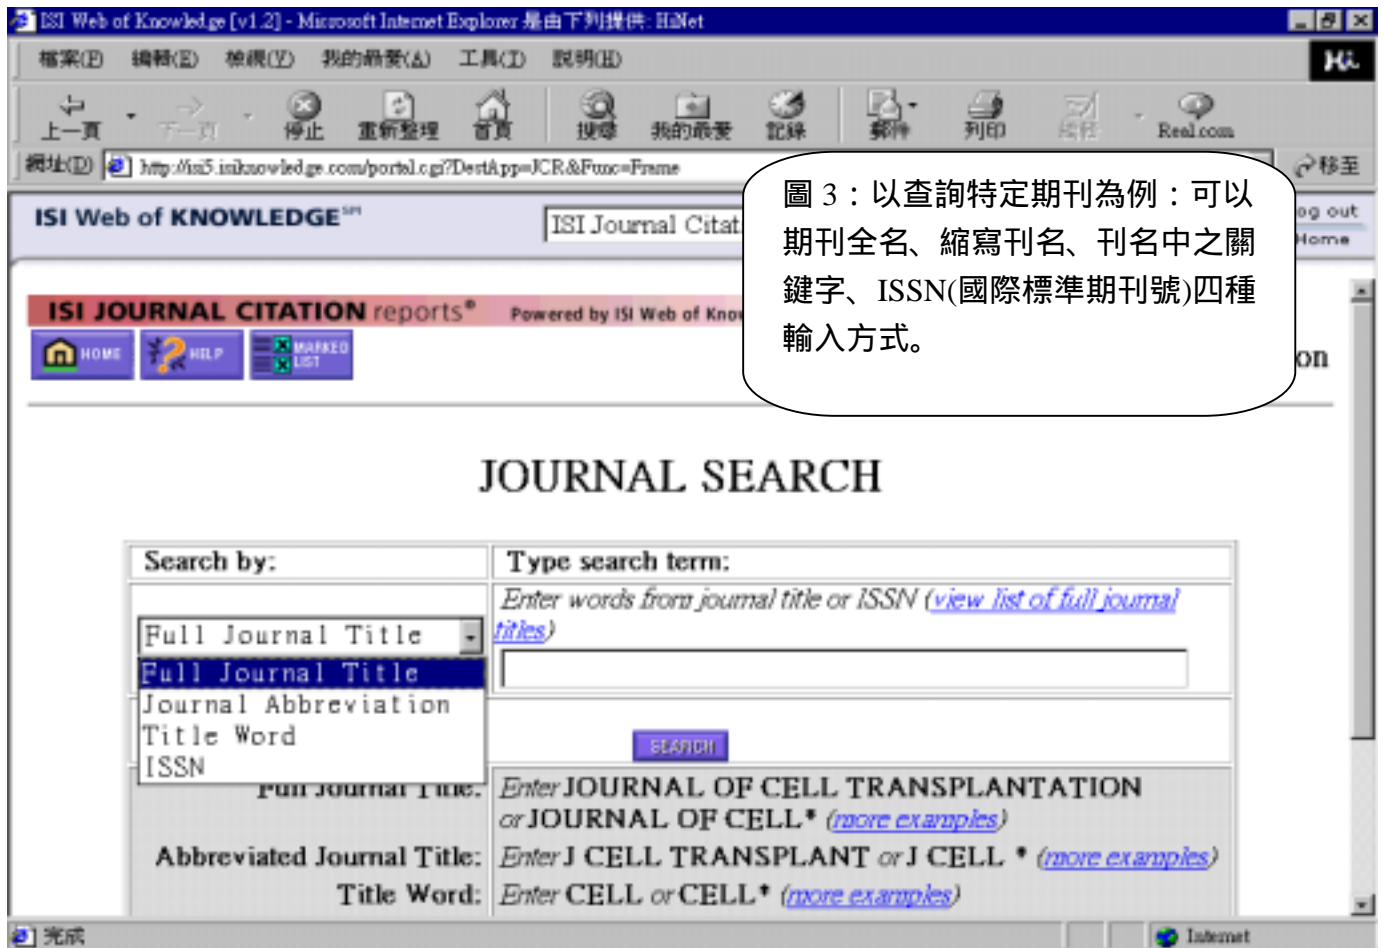 ISI Web of Knowledge [v1.2] - Microsoft Internet Explorer 是由下列提供: HiNet
檔案(F) 編輯(E) 檢視(V) 我的最愛(A) 工具(T) 說明(H)
上一頁 下一頁 停止 重新整理 首頁 搜尋 我的最愛 記錄 郵件 列印 Real.com
網址(D) http://isi5.isiknowledge.com/portal.cgi?DestApp=JCR&Func=Frame 移至
圖 3：以查詢特定期刊為例：可以
期刊全名、縮寫刊名、刊名中之關
鍵字、ISSN(國際標準期刊號)四種
輸入方式。
ISI Web of KNOWLEDGE SM ISI Journal Citat
og out
Home
ISI JOURNAL CITATION reports® Powered by ISI Web of Know
HOME HELP MARKED LIST
on
JOURNAL SEARCH
Search by: Type search term:
Enter words from journal title or ISSN (view list of full journal
titles)
Full Journal Title
Full Journal Title
Journal Abbreviation
Title Word
ISSN
SEARCH
Full Journal Title: Enter JOURNAL OF CELL TRANSPLANTATION
or JOURNAL OF CELL* (more examples)
Abbreviated Journal Title: Enter J CELL TRANSPLANT or J CELL * (more examples)
Title Word: Enter CELL or CELL* (more examples)
完成 Internet